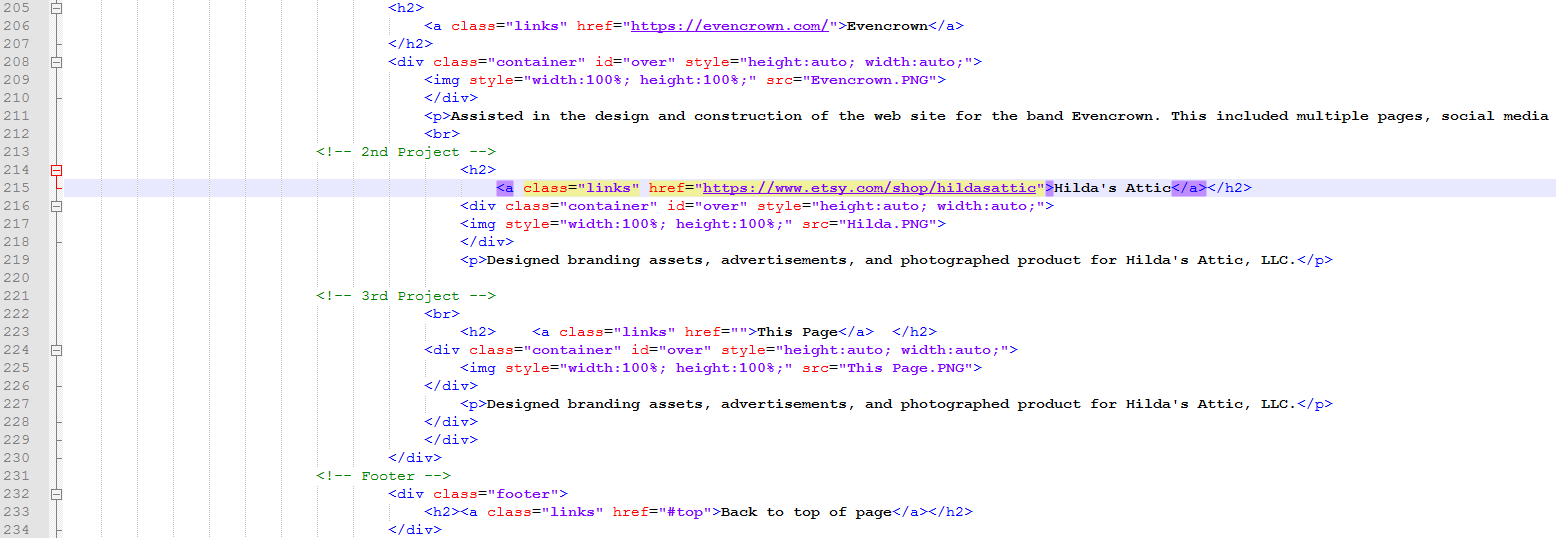 205 <h2>
206 <a class="links" href="https://evencrown.com/">Evencrown</a>
207 </h2>
208 <div class="container" id="over" style="height:auto; width:auto;">
209 <img style="width:100%; height:100%;" src="Evencrown.PNG">
210 </div>
211 <p>Assisted in the design and construction of the web site for the band Evencrown. This included multiple pages, social media
212 <br>
213 <!-- 2nd Project -->
214 <h2>
215 <a class="links" href="https://www.etsy.com/shop/hildasattic">Hilda's Attic</a></h2>
216 <div class="container" id="over" style="height:auto; width:auto;">
217 <img style="width:100%; height:100%;" src="Hilda.PNG">
218 </div>
219 <p>Designed branding assets, advertisements, and photographed product for Hilda's Attic, LLC.</p>
220
221 <!-- 3rd Project -->
222 <br>
223 <h2> <a class="links" href="">This Page</a> </h2>
224 <div class="container" id="over" style="height:auto; width:auto;">
225 <img style="width:100%; height:100%;" src="This Page.PNG">
226 </div>
227 <p>Designed branding assets, advertisements, and photographed product for Hilda's Attic, LLC.</p>
228 </div>
229 </div>
230 </div>
231 <!-- Footer -->
232 <div class="footer">
233 <h2><a class="links" href="#top">Back to top of page</a></h2>
234 </div>